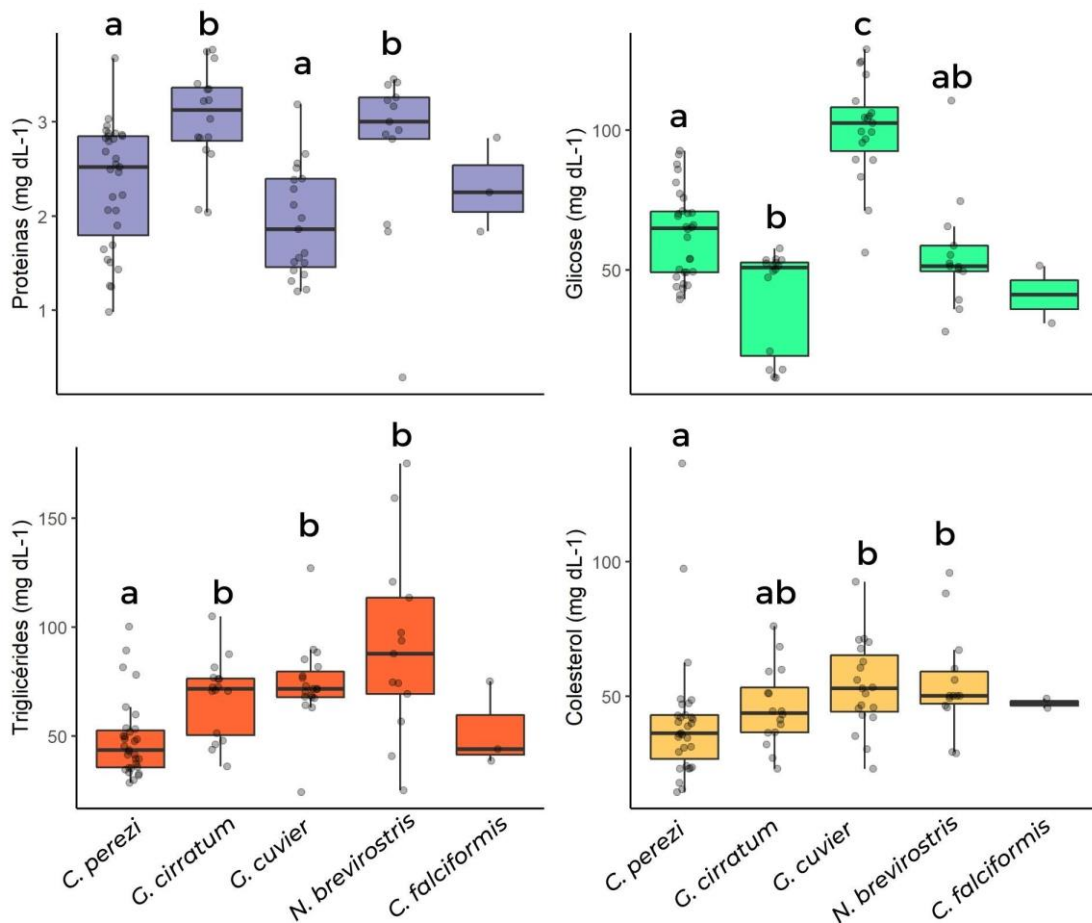 a
b
a
b
Proteínas (mg dL-1)
3
2
1
a
b
c
ab
Glicose (mg dL-1)
100
50
a
b
b
b
Triglicérides (mg dL-1)
150
100
50
C. perezi
G. cirratum
G. cuvier
N. brevirostris
C. falciformis
a
ab
b
b
Colesterol (mg dL-1)
100
50
C. perezi
G. cirratum
G. cuvier
N. brevirostris
C. falciformis